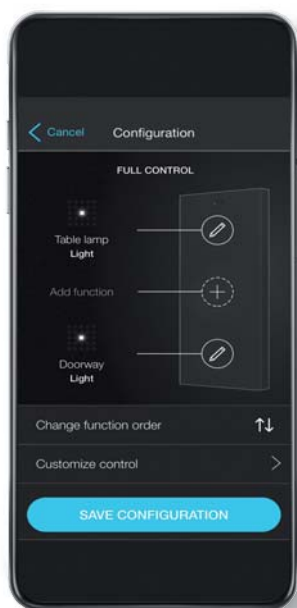 Cancel
Configuration
FULL CONTROL
Table lamp
Light
Add function
Doorway
Light
Change function order
Customize control
SAVE CONFIGURATION